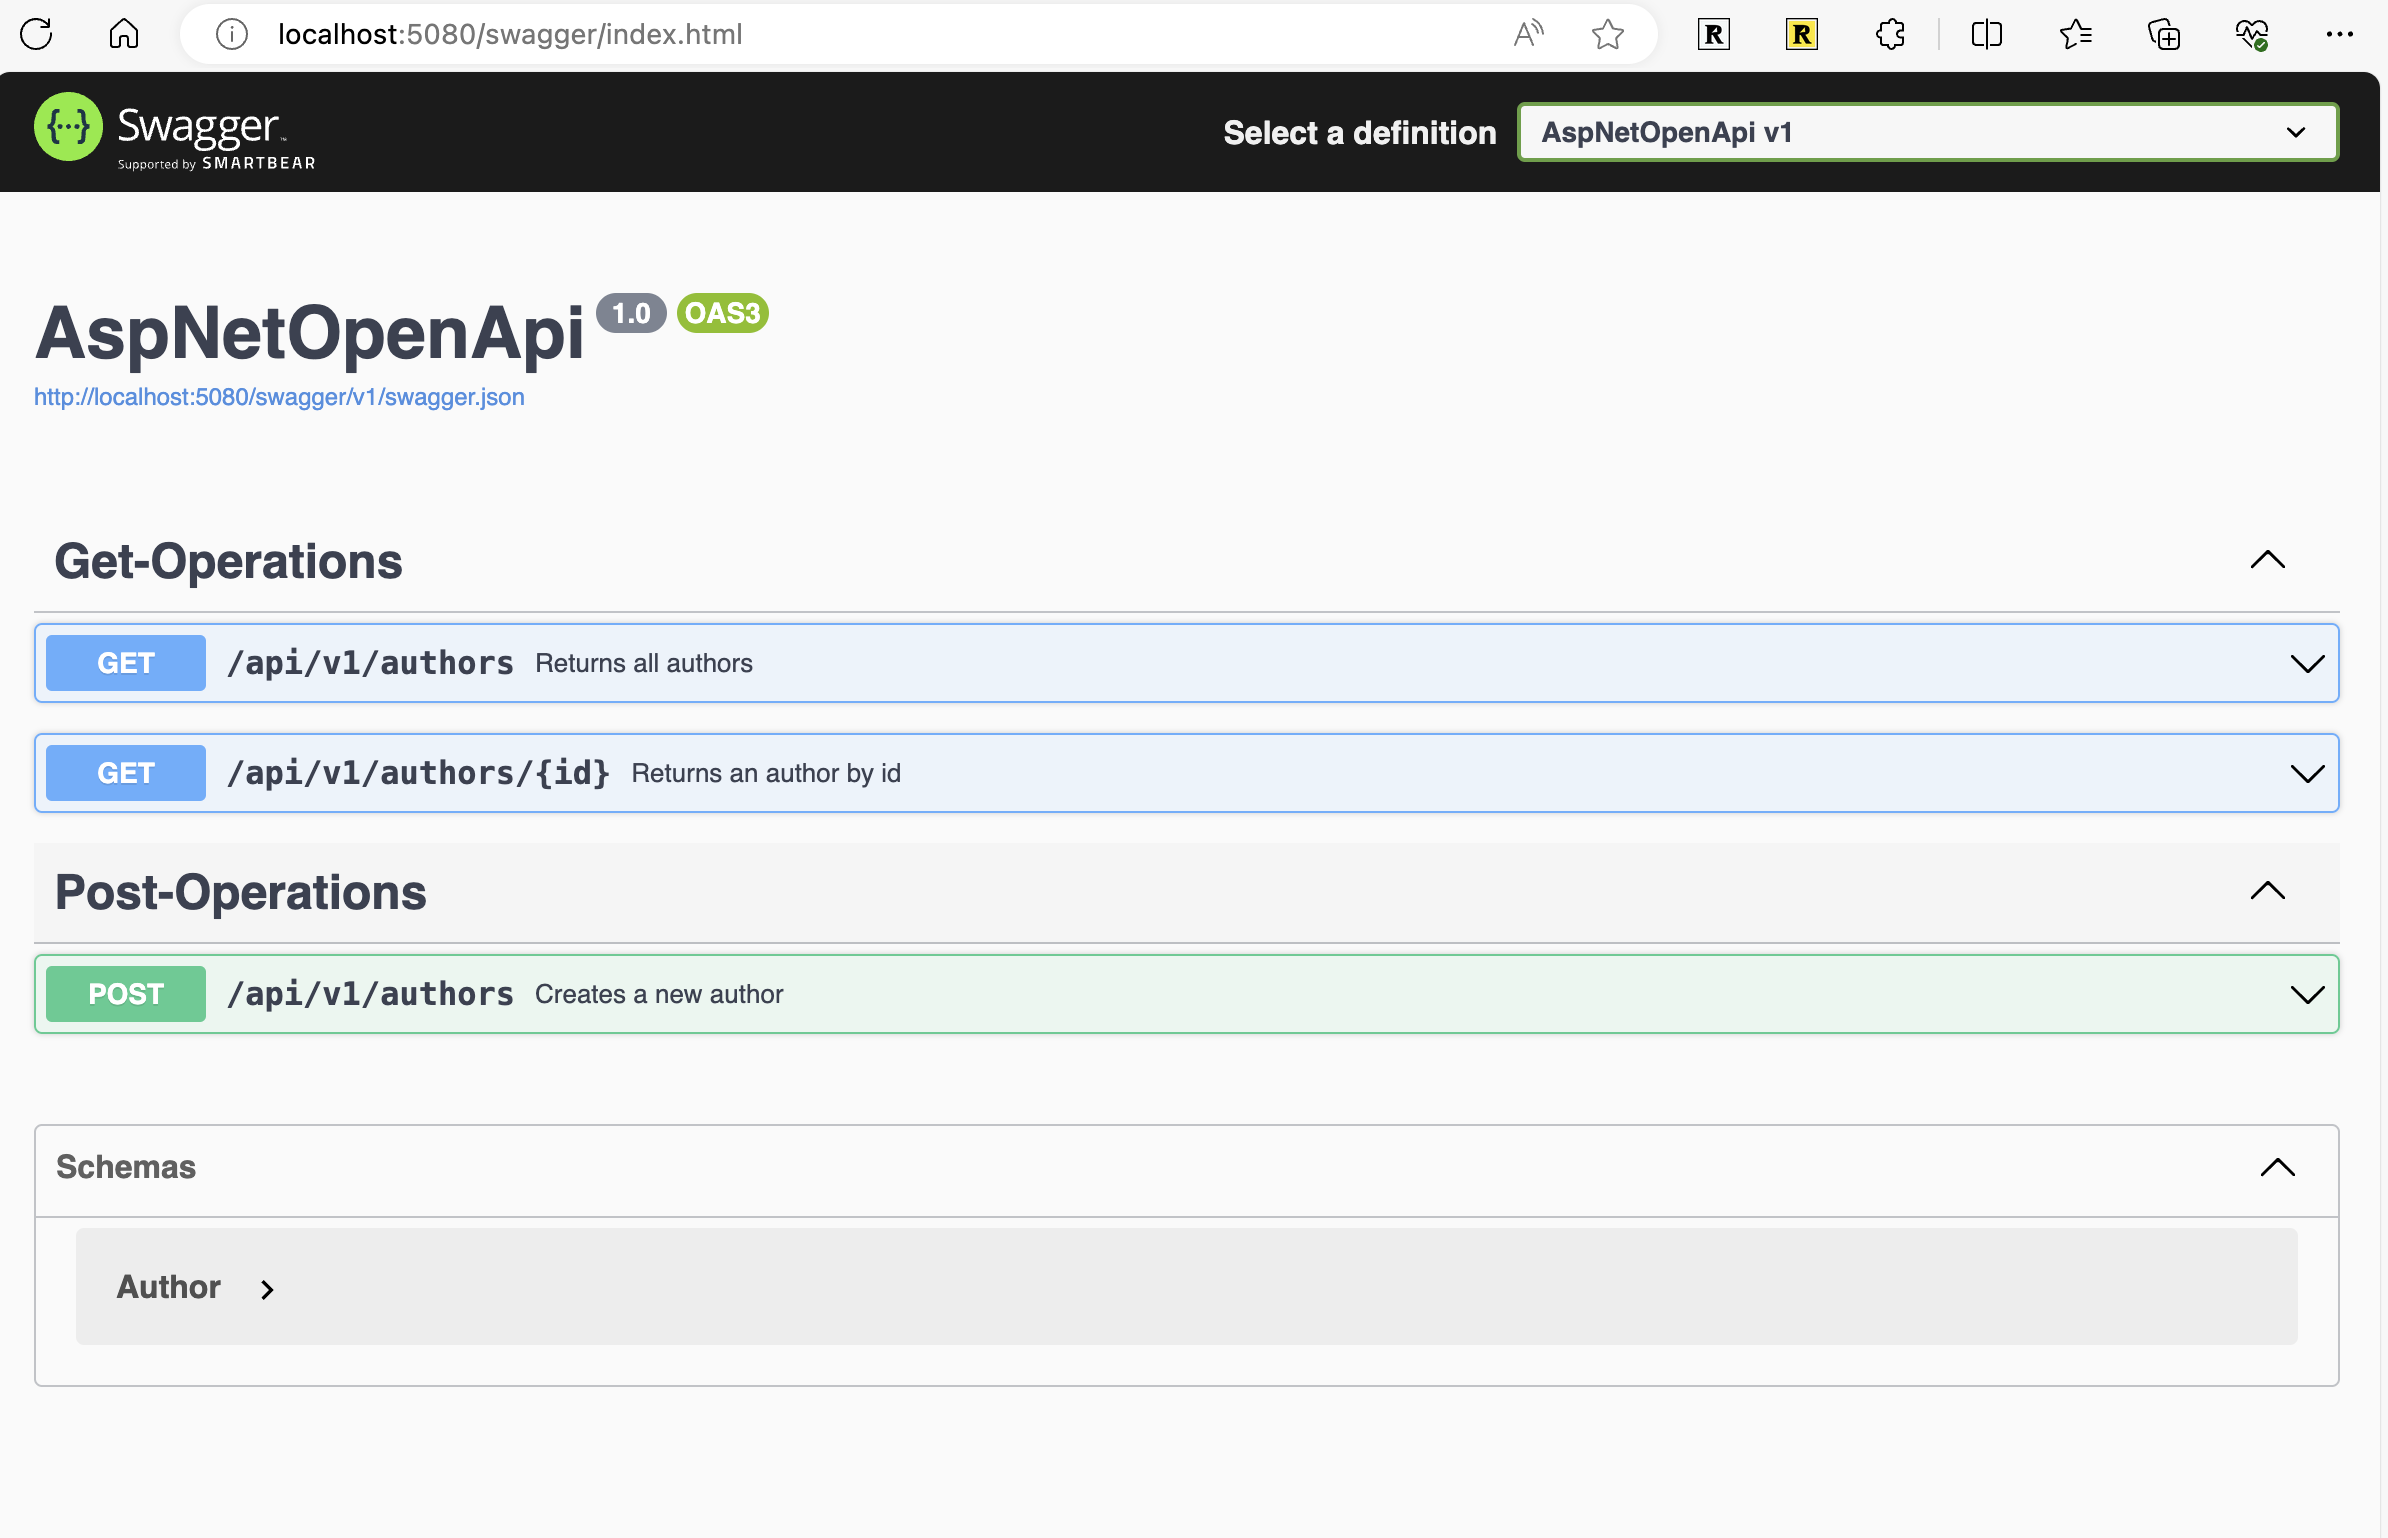 localhost:5080/swagger/index.html
Swagger™
Supported by SMARTBEAR
Select a definition
AspNetOpenApi v1
AspNetOpenApi 1.0 OAS3
http://localhost:5080/swagger/v1/swagger.json
Get-Operations
GET /api/v1/authors Returns all authors
GET /api/v1/authors/{id} Returns an author by id
Post-Operations
POST /api/v1/authors Creates a new author
Schemas
Author